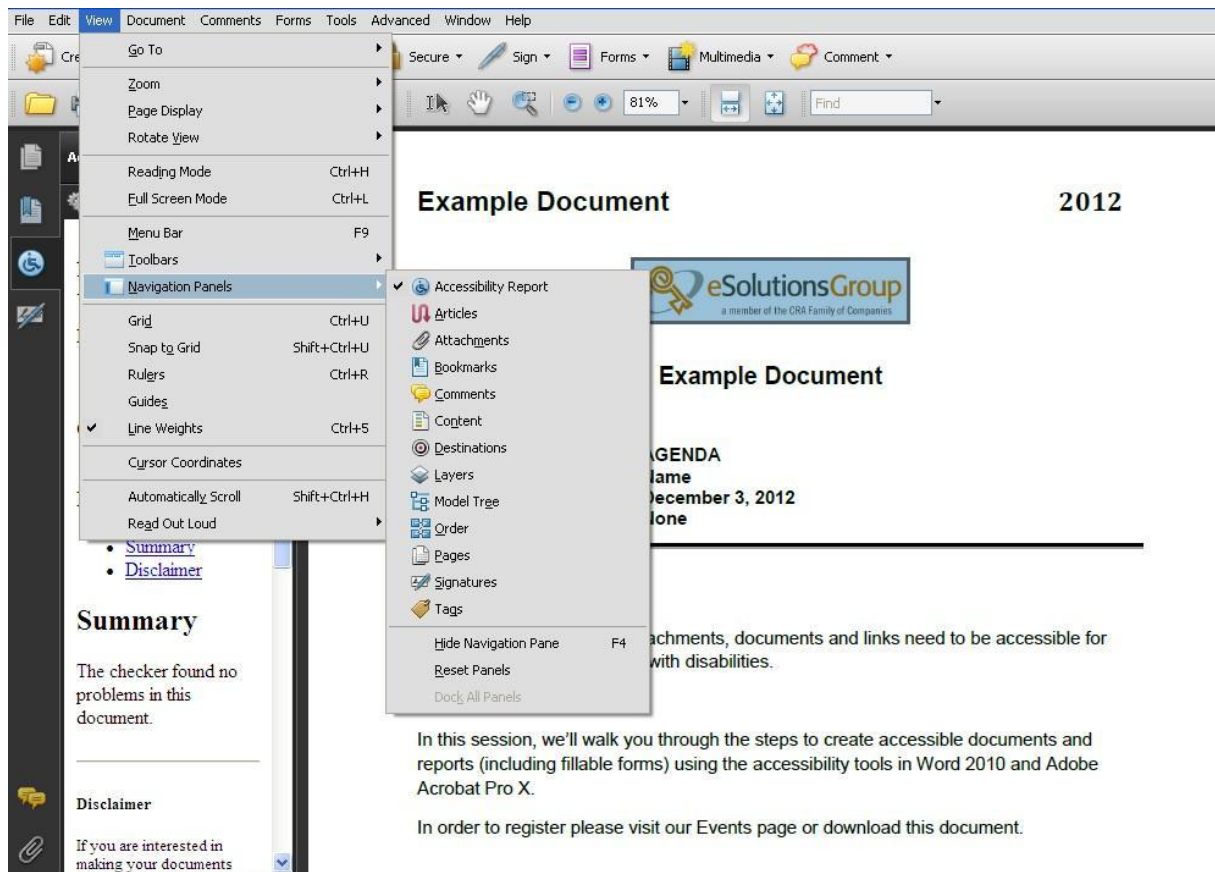 File Edit View Document Comments Forms Tools Advanced Window Help
Cre Secure Sign Forms Multimedia Comment
81% Find
Go To
Zoom
Page Display
Rotate View
Reading Mode Ctrl+H
Full Screen Mode Ctrl+L
Menu Bar F9
Toolbars
Navigation Panels
Grid Ctrl+U
Snap to Grid Shift+Ctrl+U
Rulers Ctrl+R
Guides
Line Weights Ctrl+5
Cursor Coordinates
Automatically Scroll Shift+Ctrl+H
Read Out Loud
Accessibility Report
Articles
Attachments
Bookmarks
Comments
Content
Destinations
Layers
Model Tree
Order
Pages
Signatures
Tags
Hide Navigation Pane F4
Reset Panels
Dock All Panels
Summary
Disclaimer
Summary
The checker found no
problems in this
document.
Disclaimer
If you are interested in
making your documents
Example Document 2012
eSolutionsGroup
a member of the CRA Family of Companies
Example Document
AGENDA
Name
December 3, 2012
None
achments, documents and links need to be accessible for
with disabilities.
In this session, we'll walk you through the steps to create accessible documents and
reports (including fillable forms) using the accessibility tools in Word 2010 and Adobe
Acrobat Pro X.
In order to register please visit our Events page or download this document.